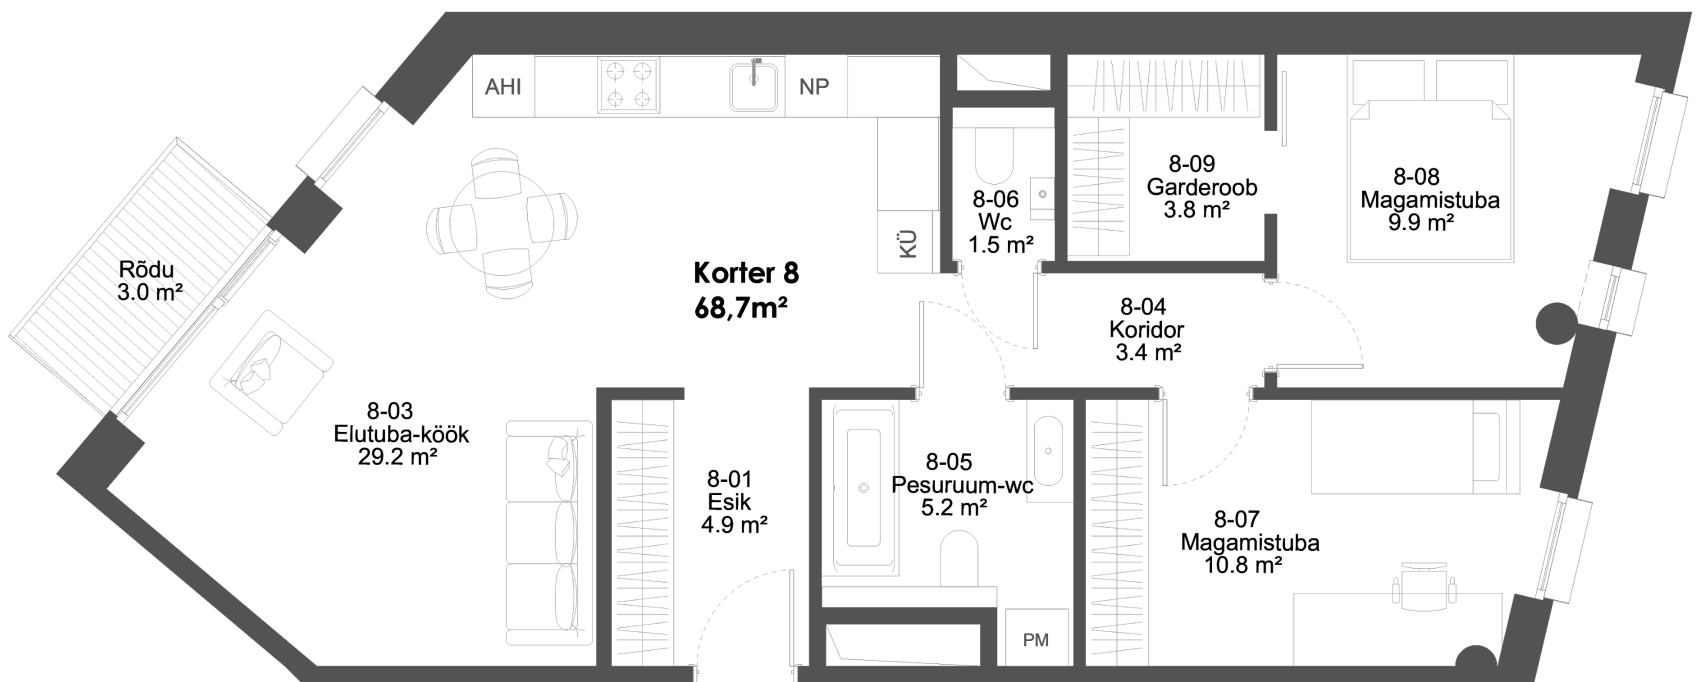 AHI
NP
KÜ
8-09
Garderoob
3.8 m²
8-08
Magamistuba
9.9 m²
8-06
Wc
1.5 m²
Rõdu
3.0 m²
Korter 8
68,7m²
8-04
Koridor
3.4 m²
8-03
Elutuba-köök
29.2 m²
8-01
Esik
4.9 m²
8-05
Pesuruum-wc
5.2 m²
8-07
Magamistuba
10.8 m²
PM